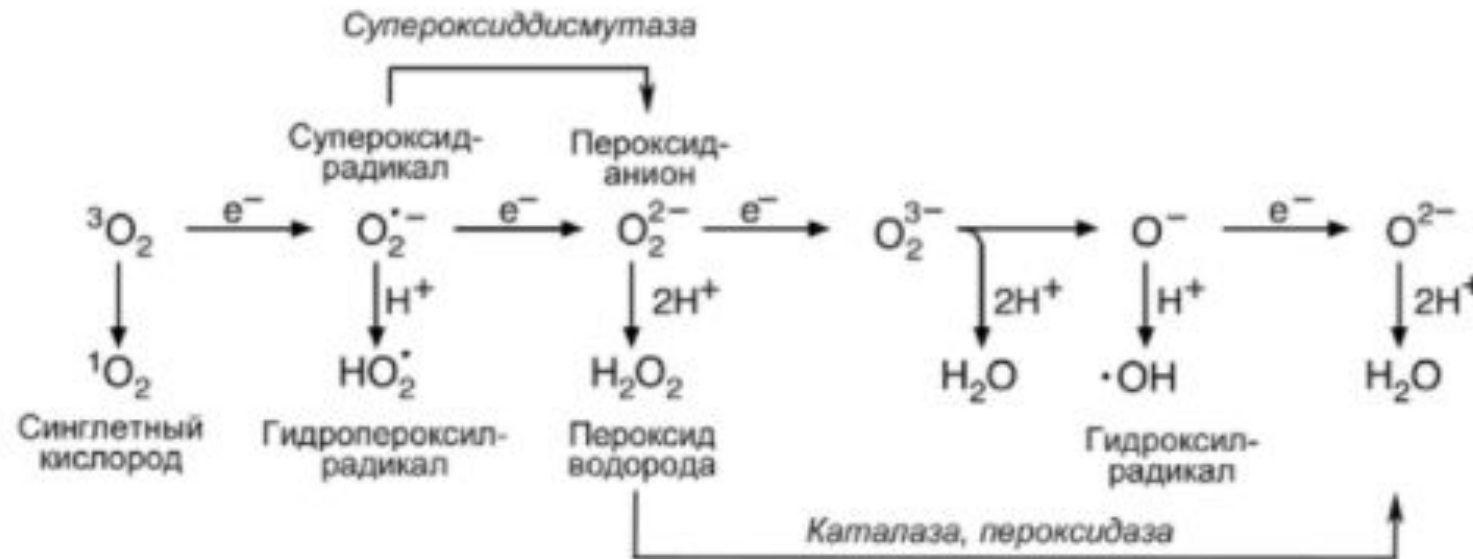 Супероксиддисмутаза
Супероксид-
радикал
Пероксид-
анион
³O₂ e⁻ O₂•⁻ e⁻ O₂²⁻ e⁻ O₂³⁻ O⁻ e⁻ O²⁻
H⁺ 2H⁺ 2H⁺ H⁺ 2H⁺
¹O₂ HO₂• H₂O₂ H₂O ·OH H₂O
Синглетный
кислород
Гидропероксил-
радикал
Пероксид
водорода
Гидроксил-
радикал
Каталаза, пероксидаза